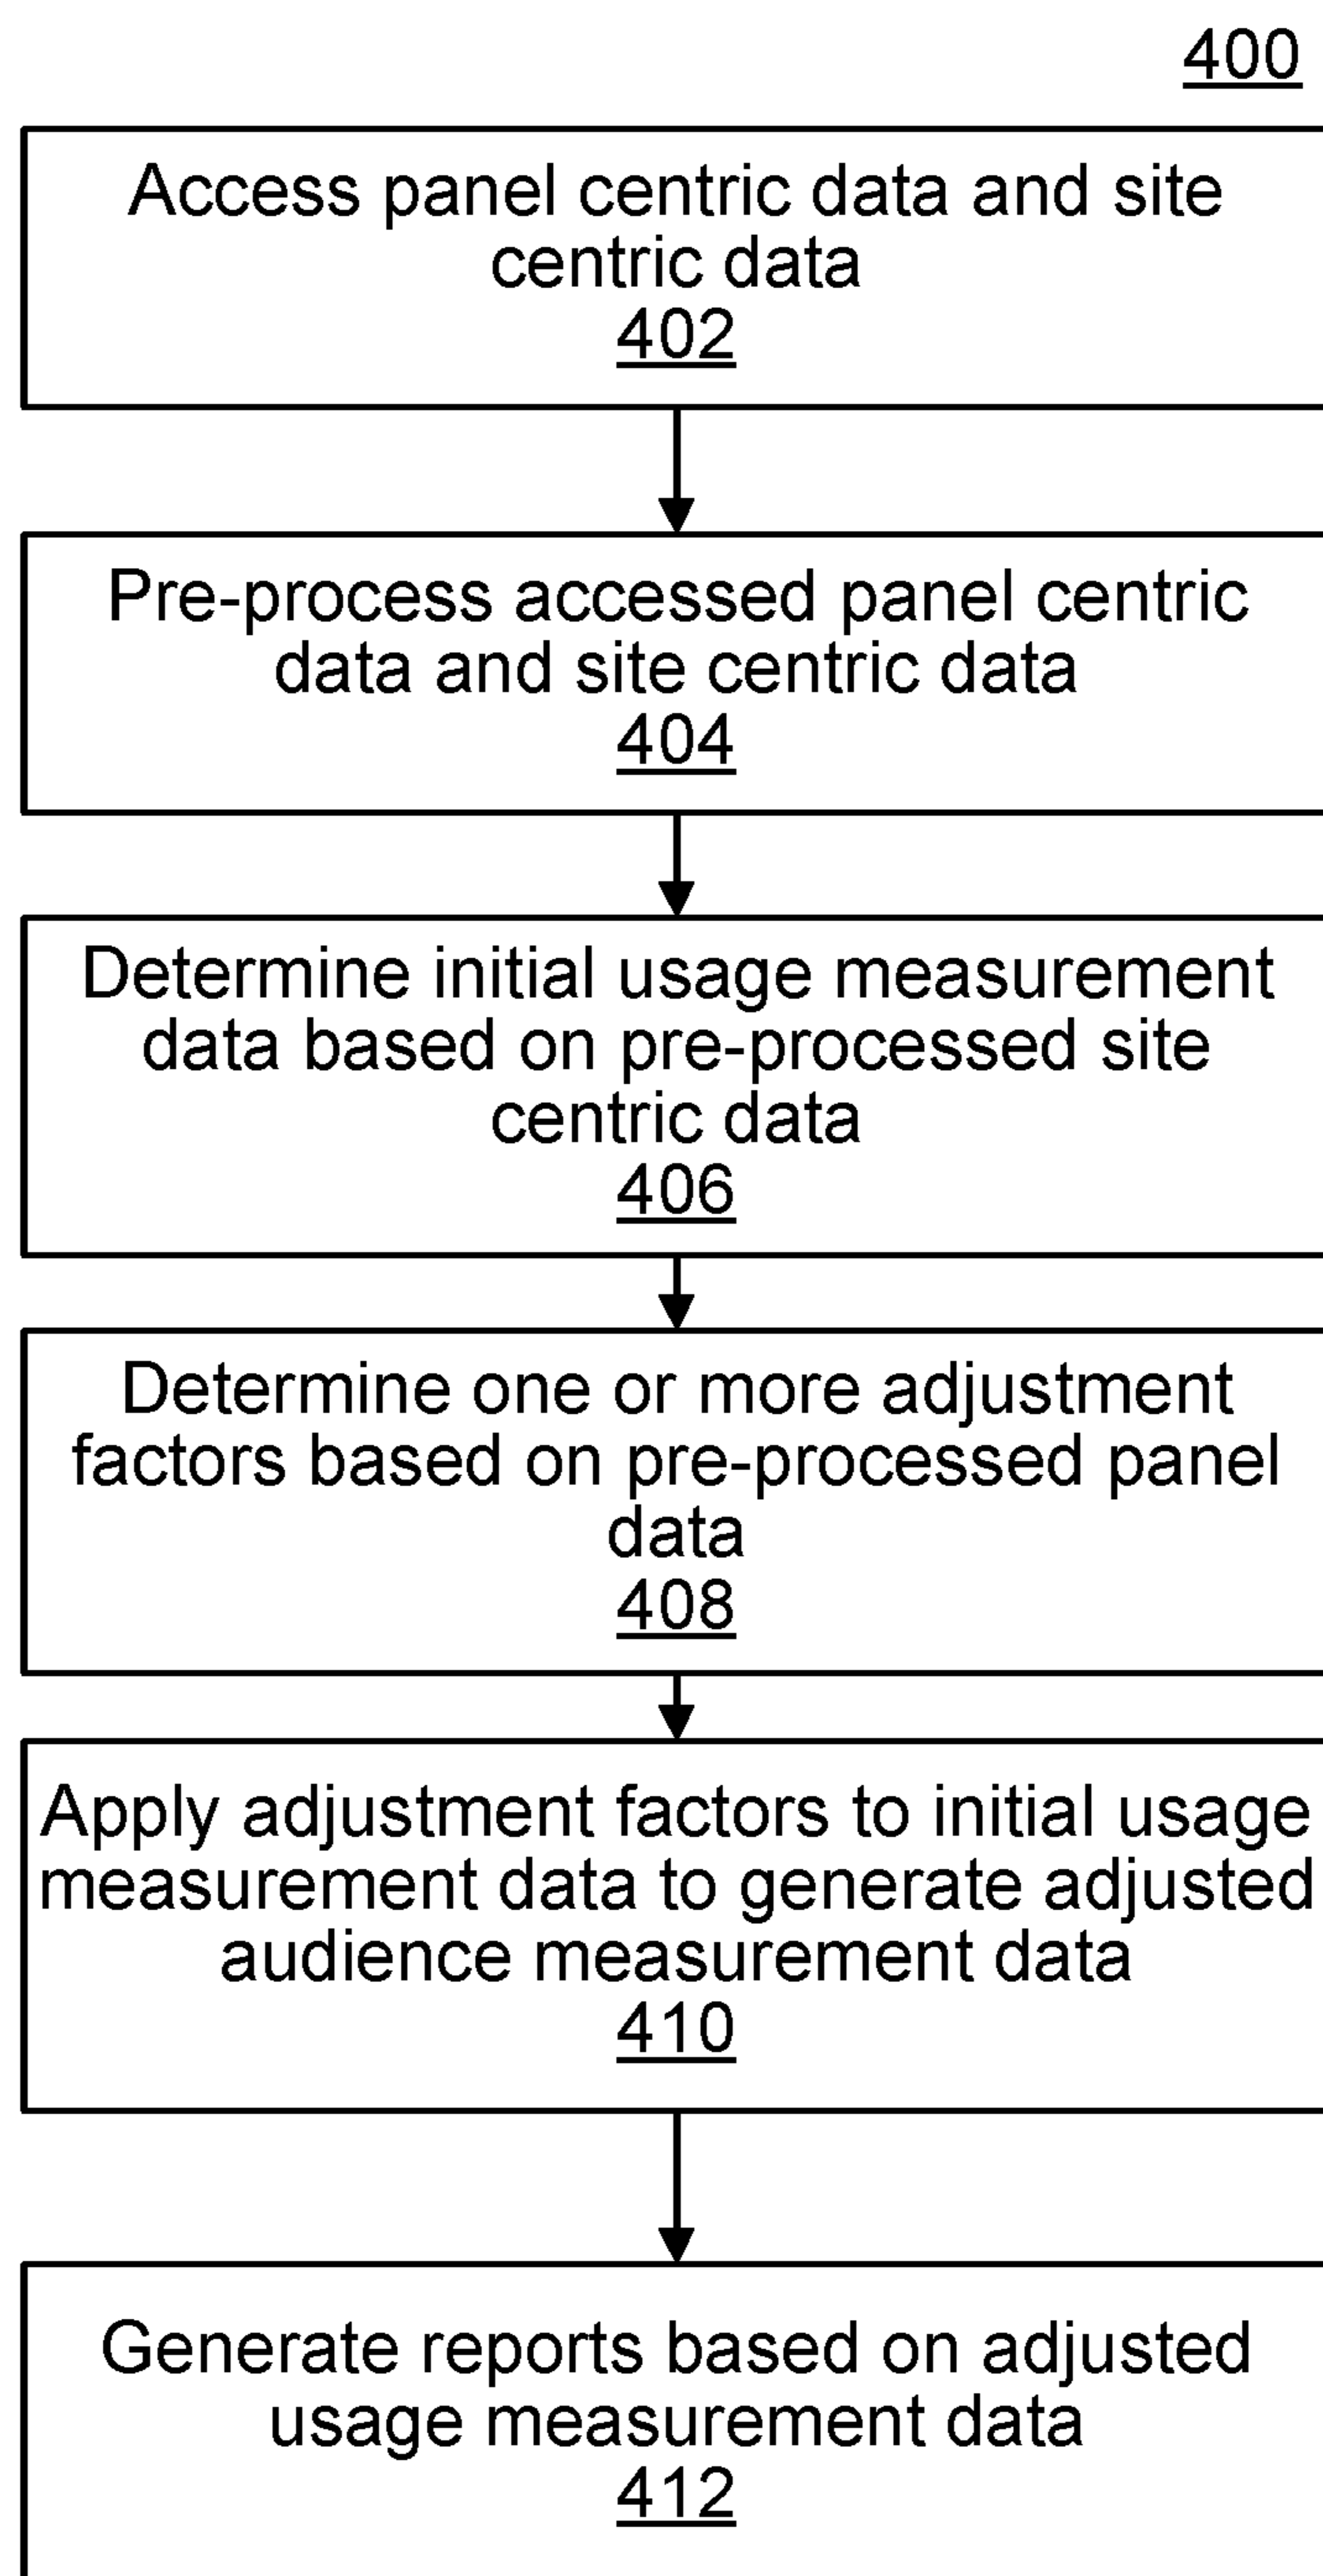 400
Access panel centric data and site
centric data
402
Pre-process accessed panel centric
data and site centric data
404
Determine initial usage measurement
data based on pre-processed site
centric data
406
Determine one or more adjustment
factors based on pre-processed panel
data
408
Apply adjustment factors to initial usage
measurement data to generate adjusted
audience measurement data
410
Generate reports based on adjusted
usage measurement data
412